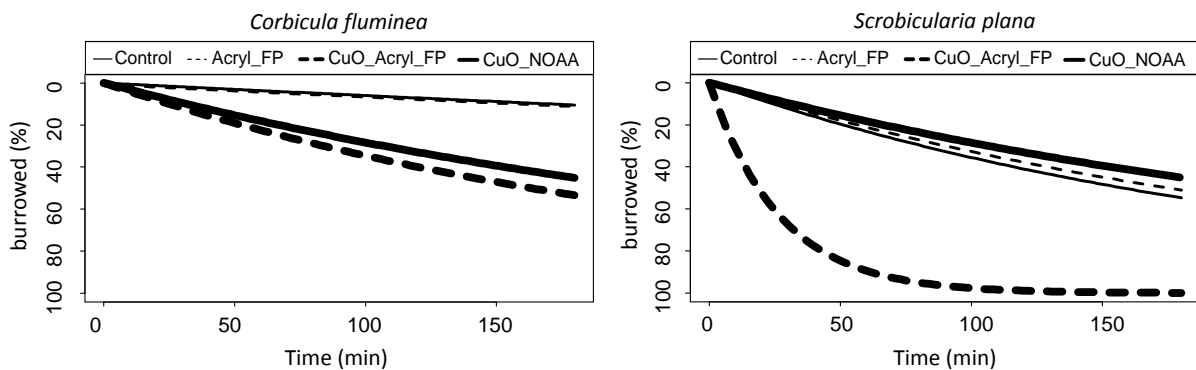 Corbicula fluminea
Control Acryl_FP CuO_Acryl_FP CuO_NOAA
burrowed (%)
0
20
40
60
80
100
0 50 100 150
Time (min)
Scrobicularia plana
Control Acryl_FP CuO_Acryl_FP CuO_NOAA
burrowed (%)
0
20
40
60
80
100
0 50 100 150
Time (min)